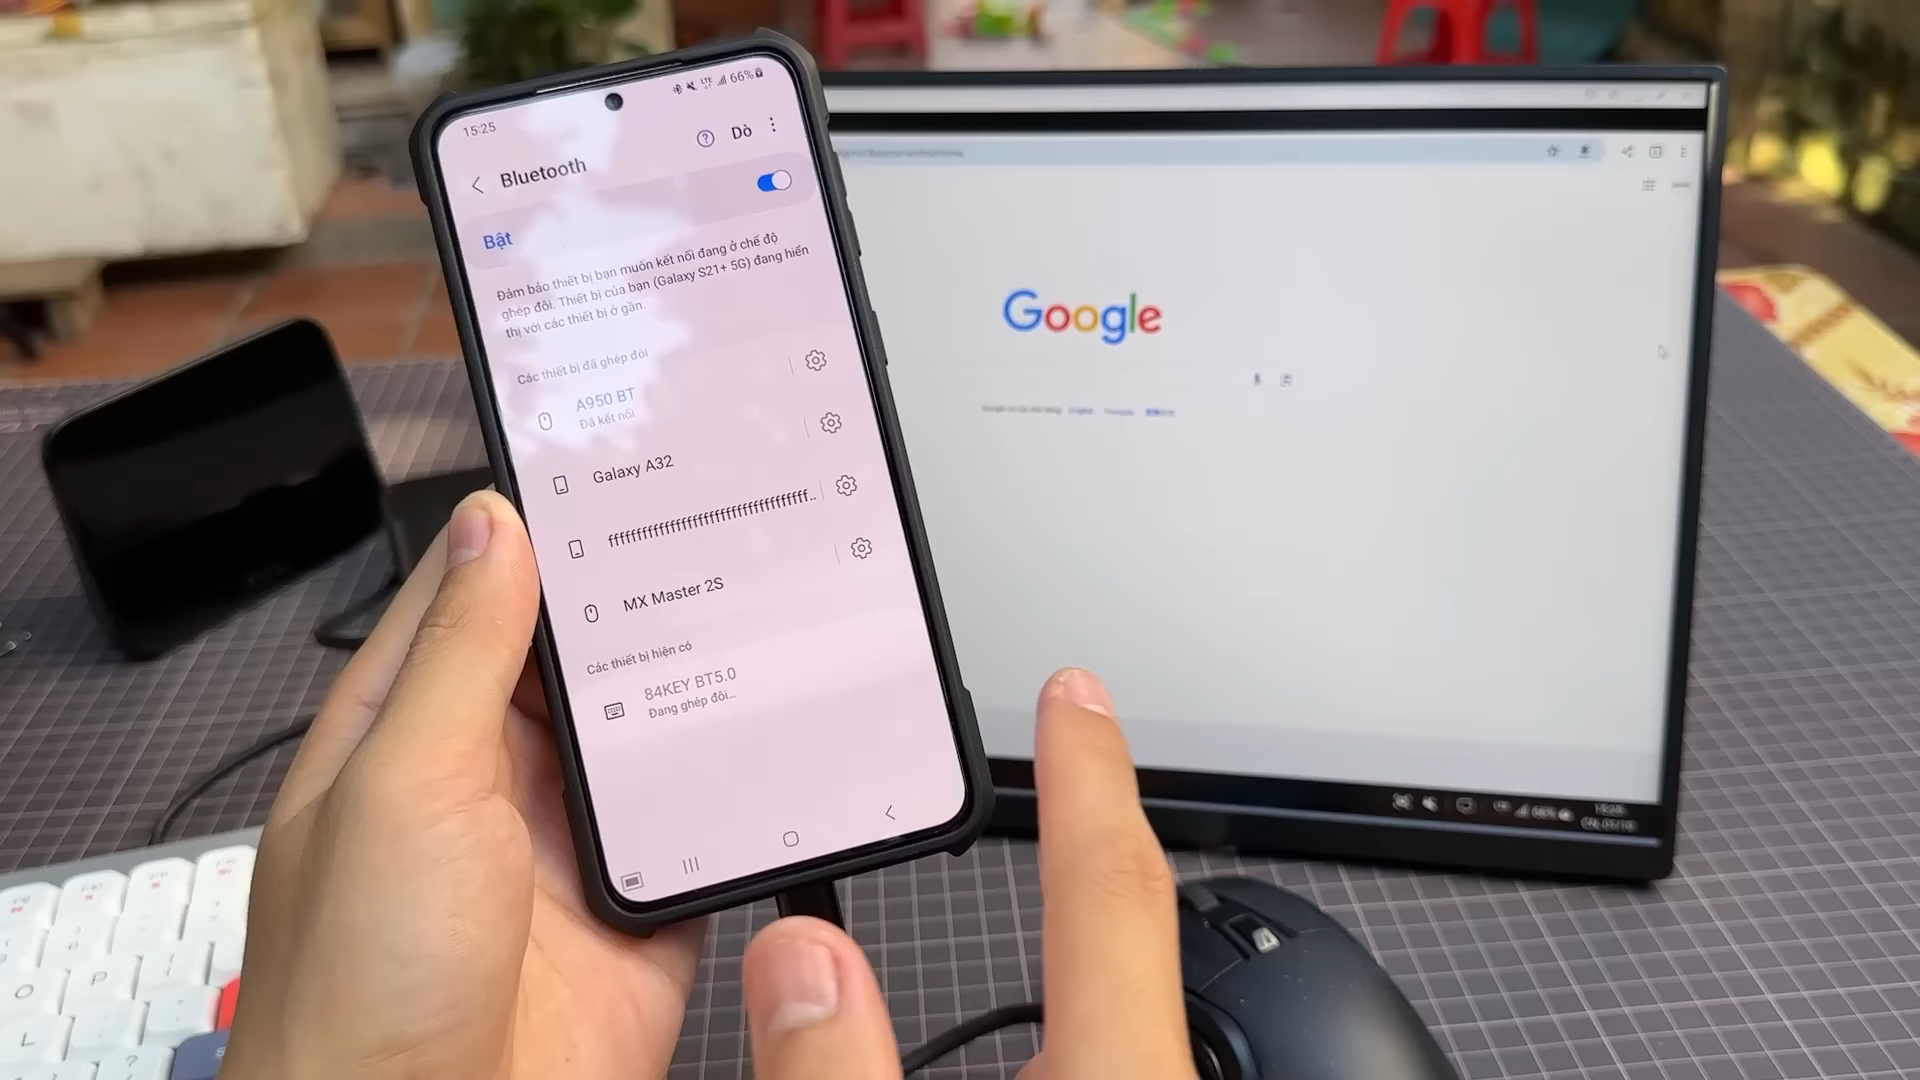 15:25
LTE
66%
Bluetooth
Dò
Bật
Đảm bảo thiết bị bạn muốn kết nối đang ở chế độ
ghép đôi. Thiết bị của bạn (Galaxy S21+ 5G) đang hiển
thị với các thiết bị ở gần.
Các thiết bị đã ghép đôi
A950 BT
Đã kết nối
Galaxy A32
ffffffffffffffffffffffffffffffffffff..
MX Master 2S
Các thiết bị hiện có
84KEY BT5.0
Đang ghép đôi...
Google
O
P
L
?